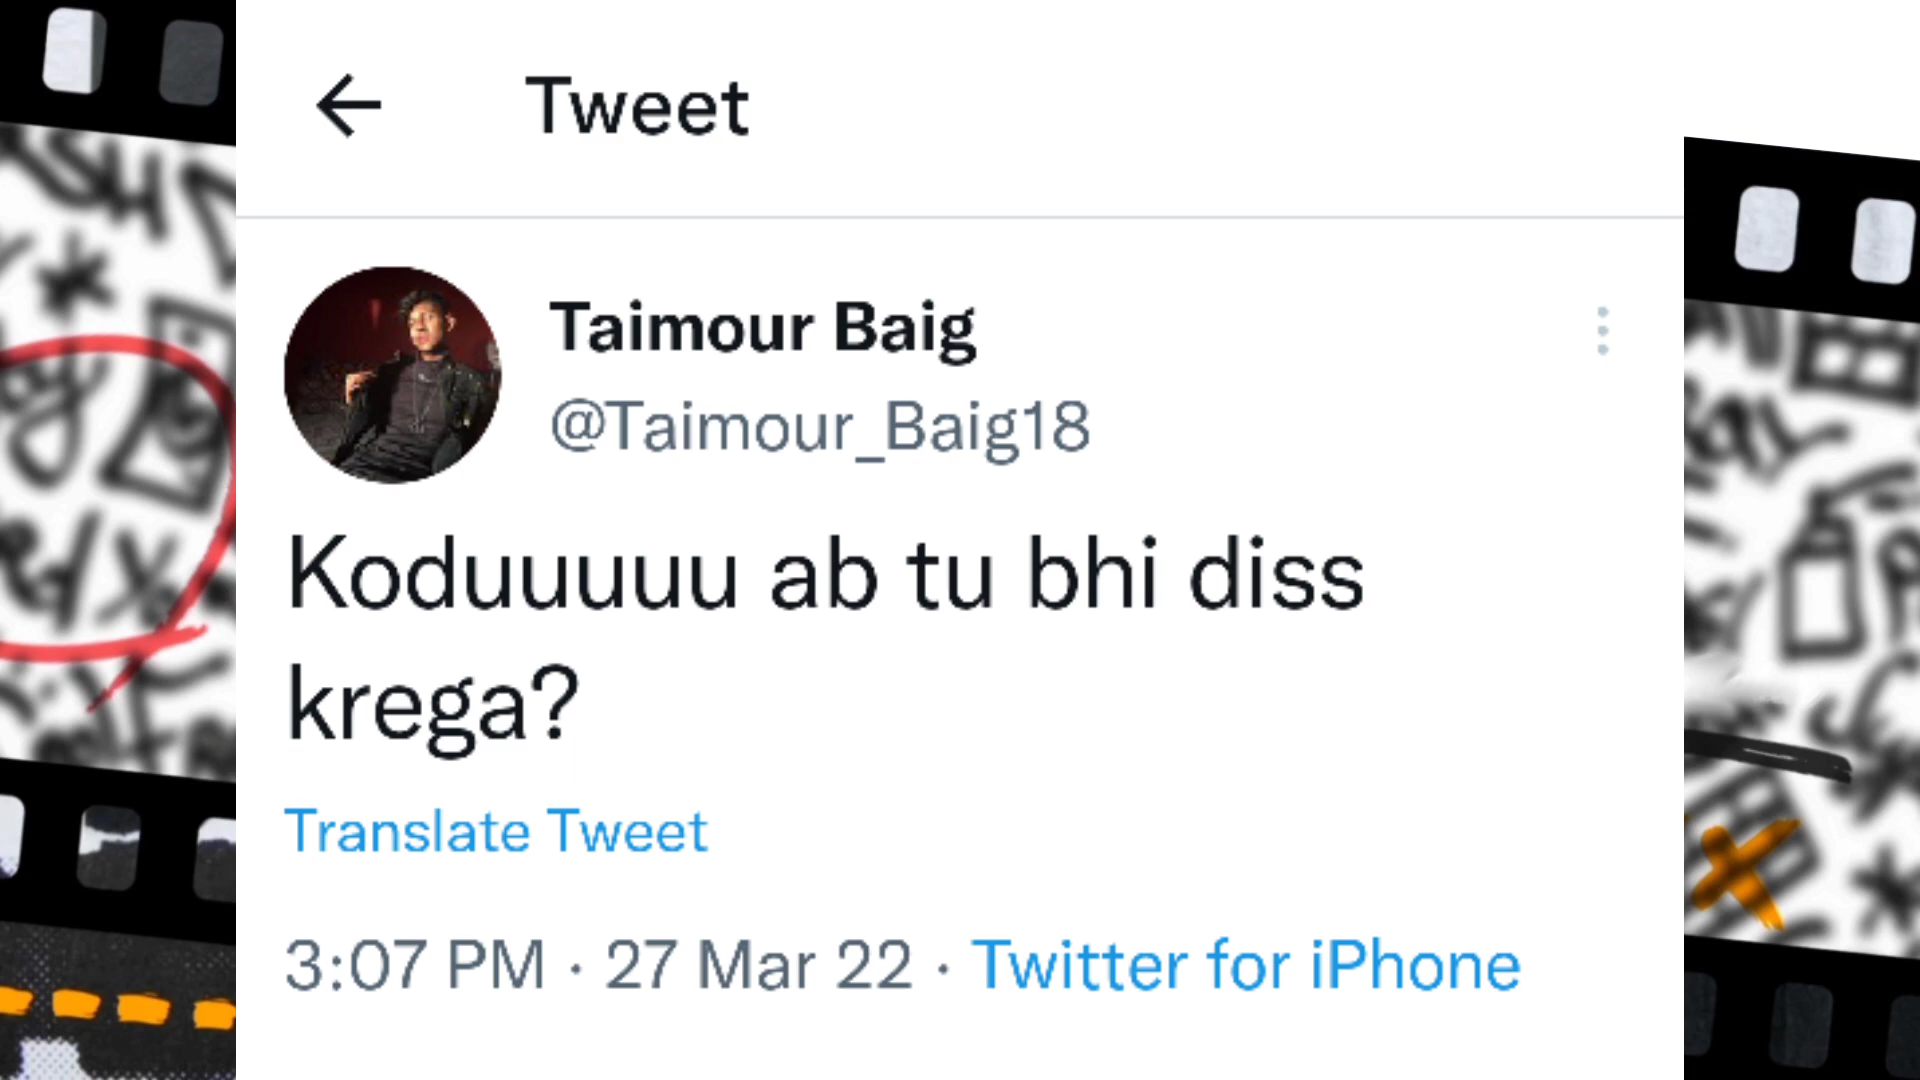 Tweet
Taimour Baig
@Taimour_Baig18
Koduuuuu ab tu bhi diss
krega?
Translate Tweet
3:07 PM · 27 Mar 22 · Twitter for iPhone